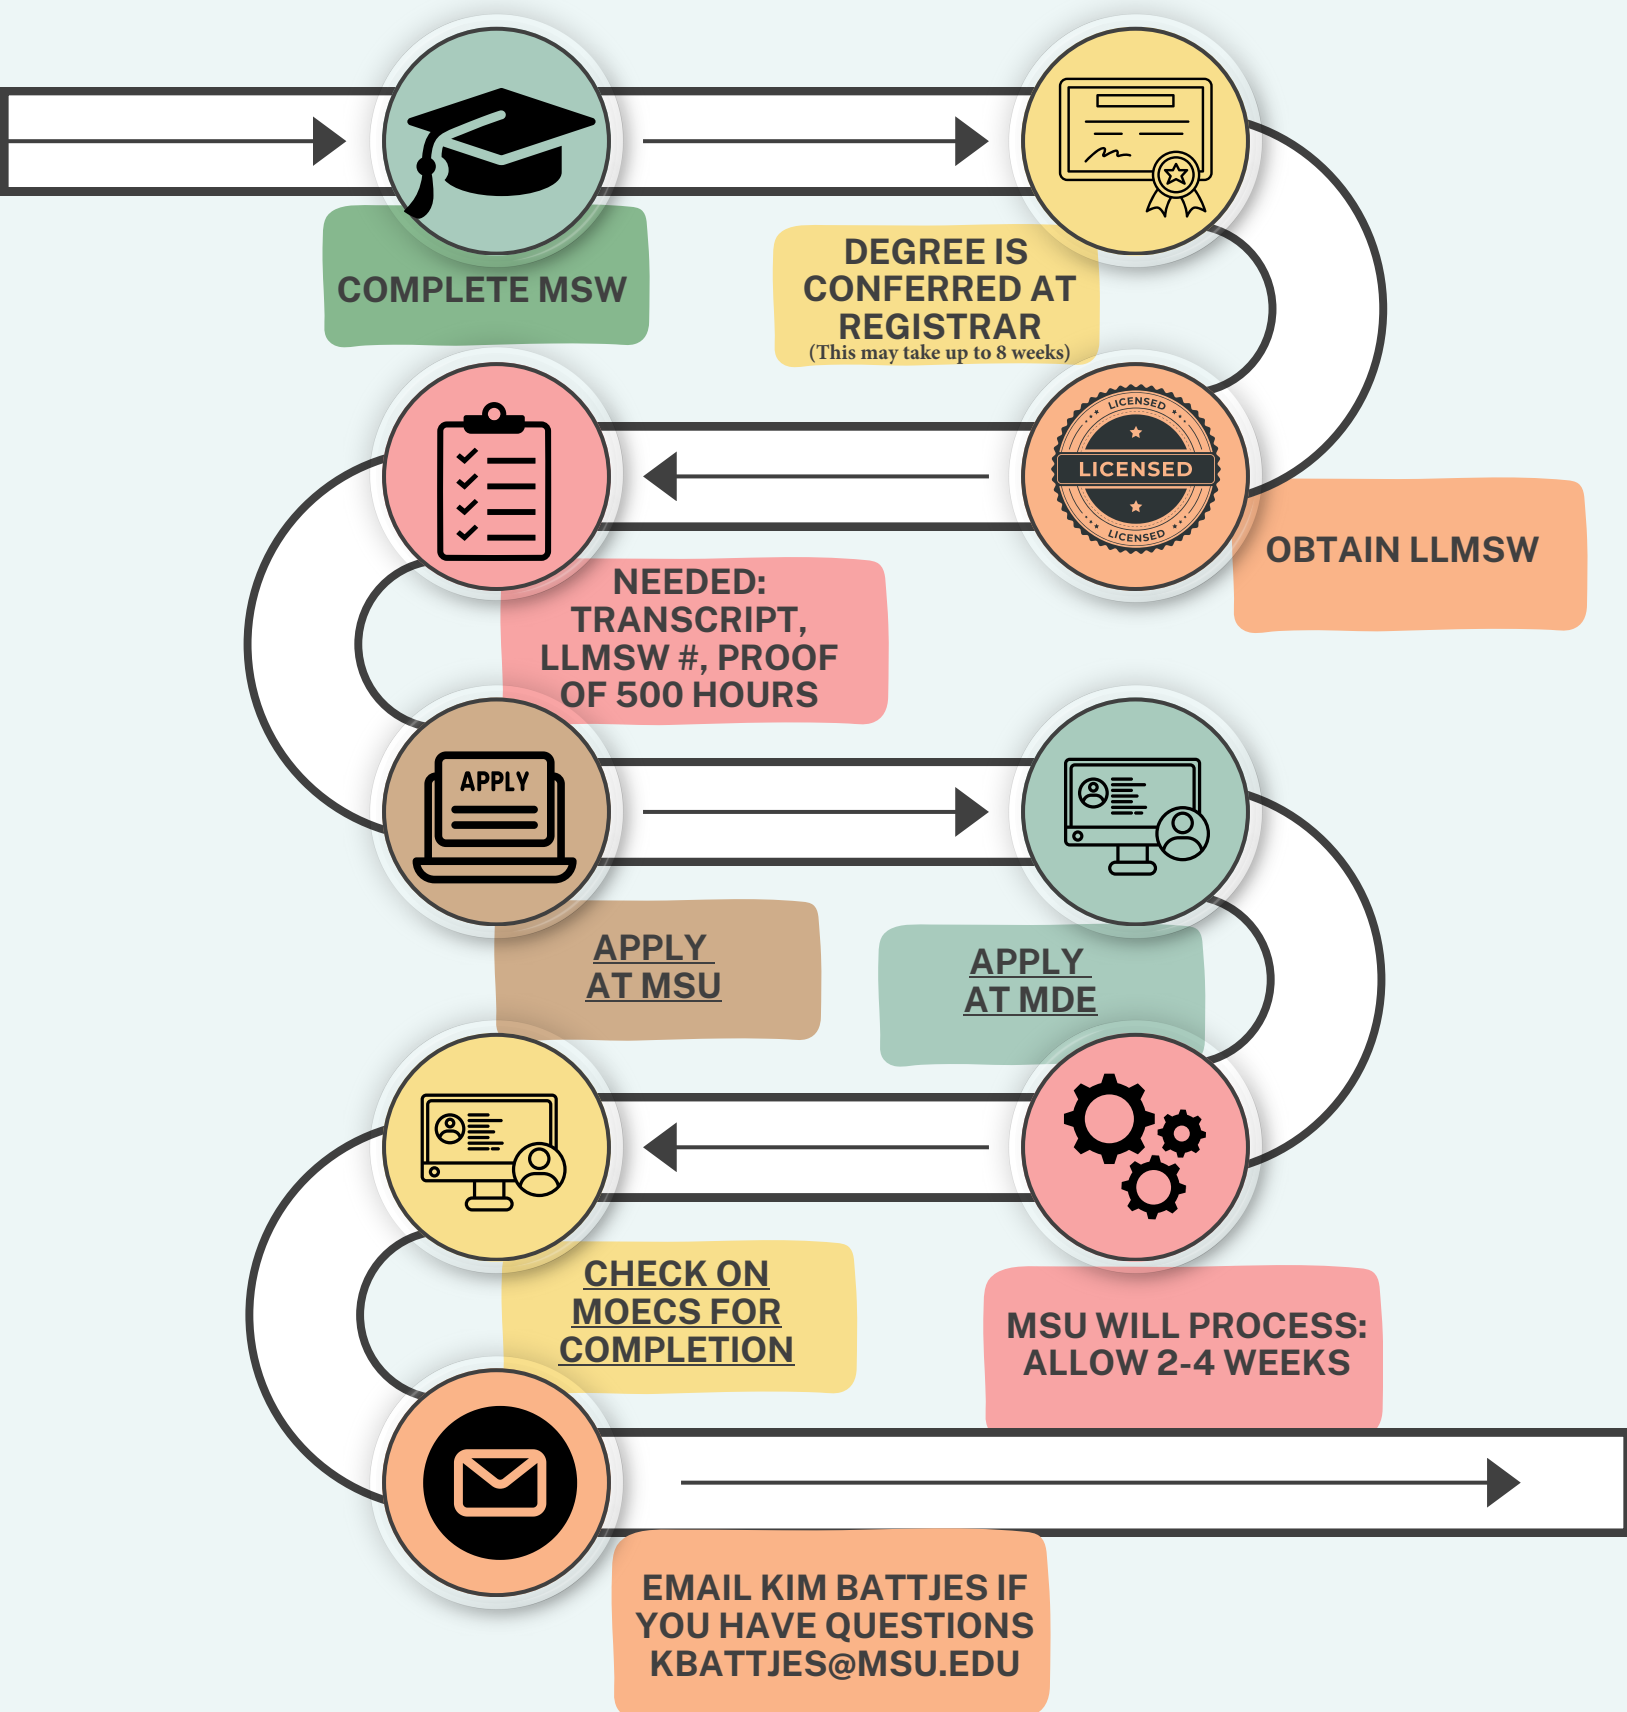 COMPLETE MSW
DEGREE IS
CONFERRED AT
REGISTRAR
(This may take up to 8 weeks)
LICENSED
LICENSED
LICENSED
OBTAIN LLMSW
NEEDED:
TRANSCRIPT,
LLMSW #, PROOF
OF 500 HOURS
APPLY
APPLY
AT MSU
APPLY
AT MDE
MSU WILL PROCESS:
ALLOW 2-4 WEEKS
CHECK ON
MOECS FOR
COMPLETION
EMAIL KIM BATTJES IF
YOU HAVE QUESTIONS
KBATTJES@MSU.EDU